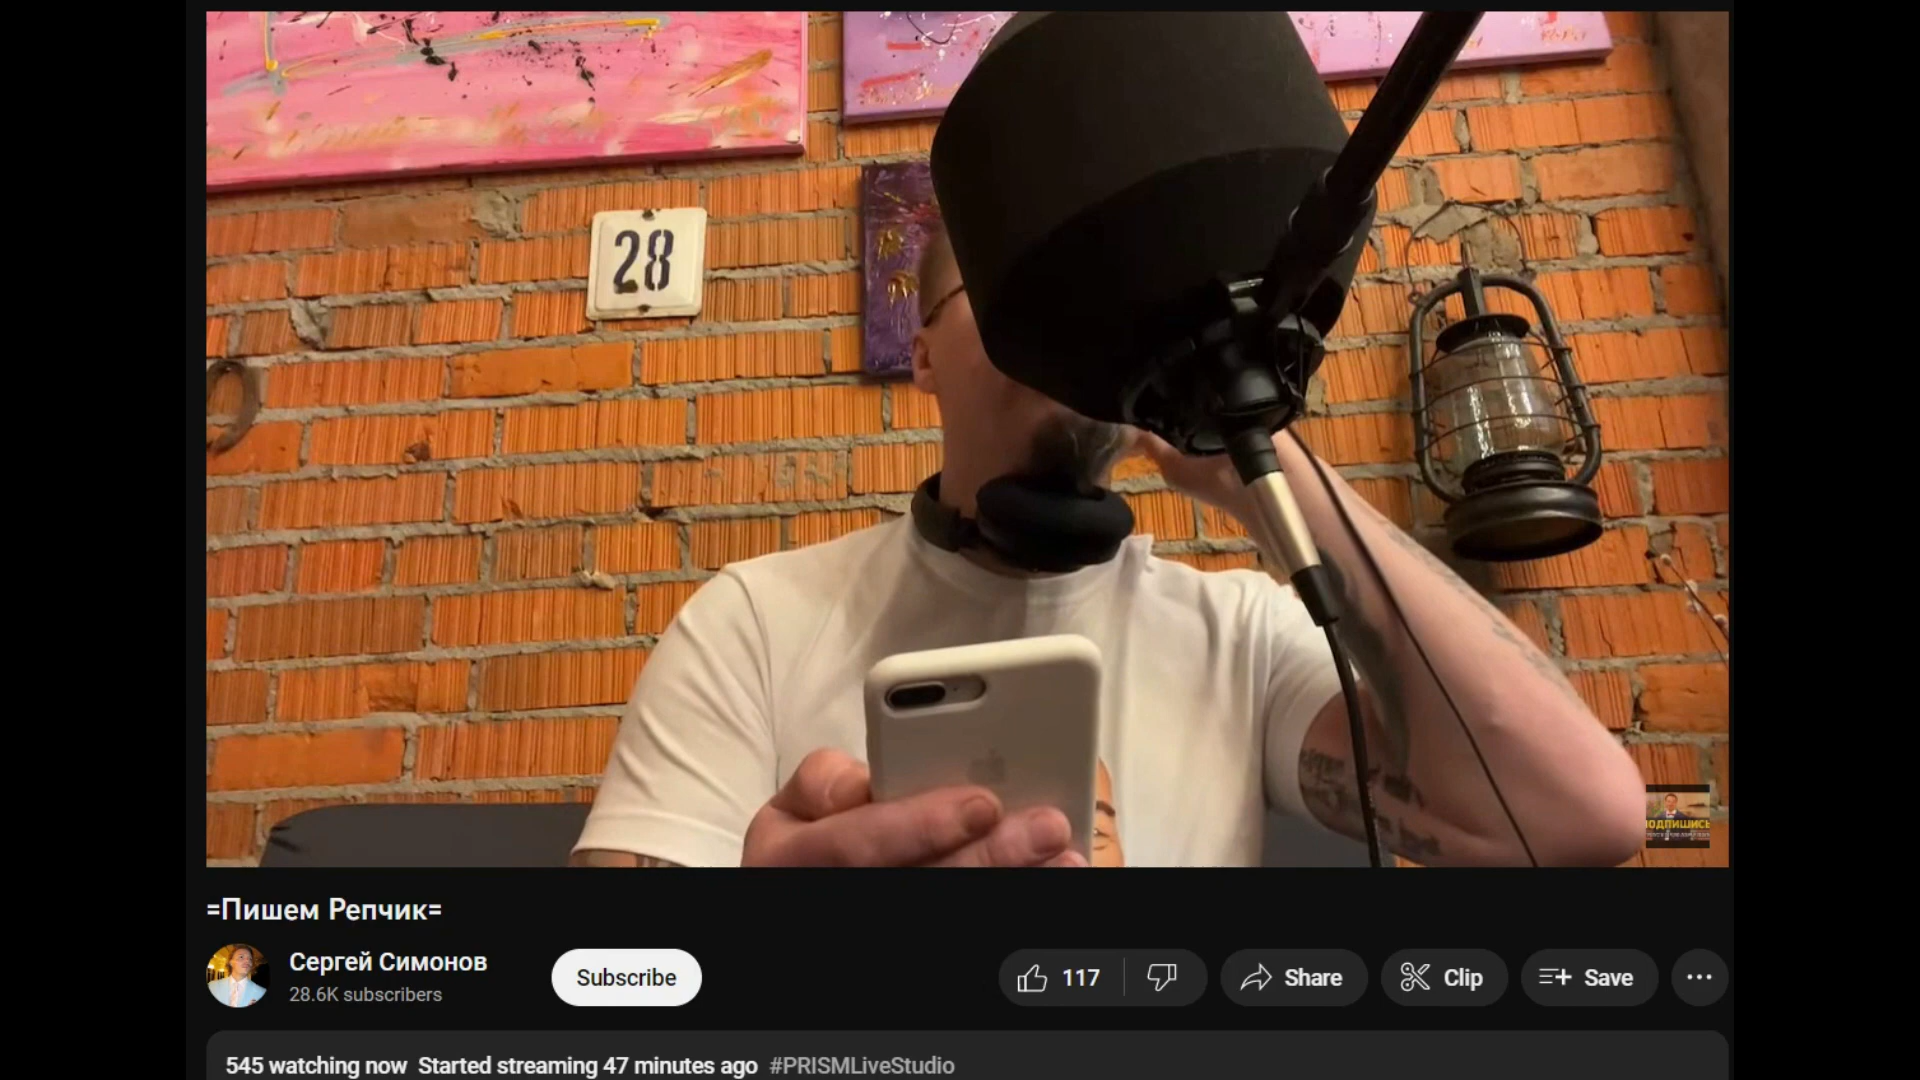 28
ПОДПИШИСЬ
=Пишем Репчик=
Сергей Симонов
28.6K subscribers
Subscribe
117
Share
Clip
Save
545 watching now Started streaming 47 minutes ago #PRISMLiveStudio